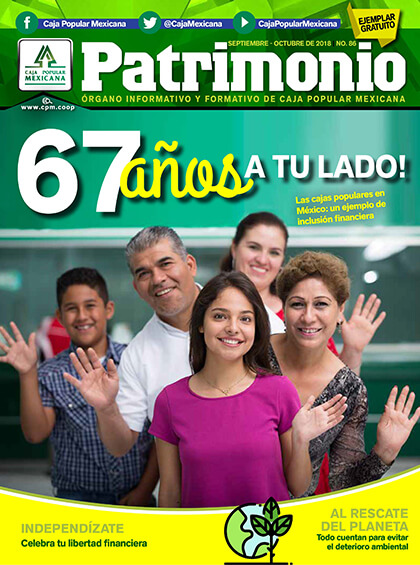 Caja Popular Mexicana
@CajaMexicana
CajaPopularMexicana
EJEMPLAR
GRATUITO
CAJA POPULAR
MEXICANA
www.cpm.coop
SEPTIEMBRE - OCTUBRE DE 2018 NO. 86
Patrimonio
ÓRGANO INFORMATIVO Y FORMATIVO DE CAJA POPULAR MEXICANA
67 años A TU LADO!
Las cajas populares en
México: un ejemplo de
inclusión financiera
INDEPENDÍZATE
Celebra tu libertad financiera
AL RESCATE
DEL PLANETA
Todo cuentan para evitar
el deterioro ambiental